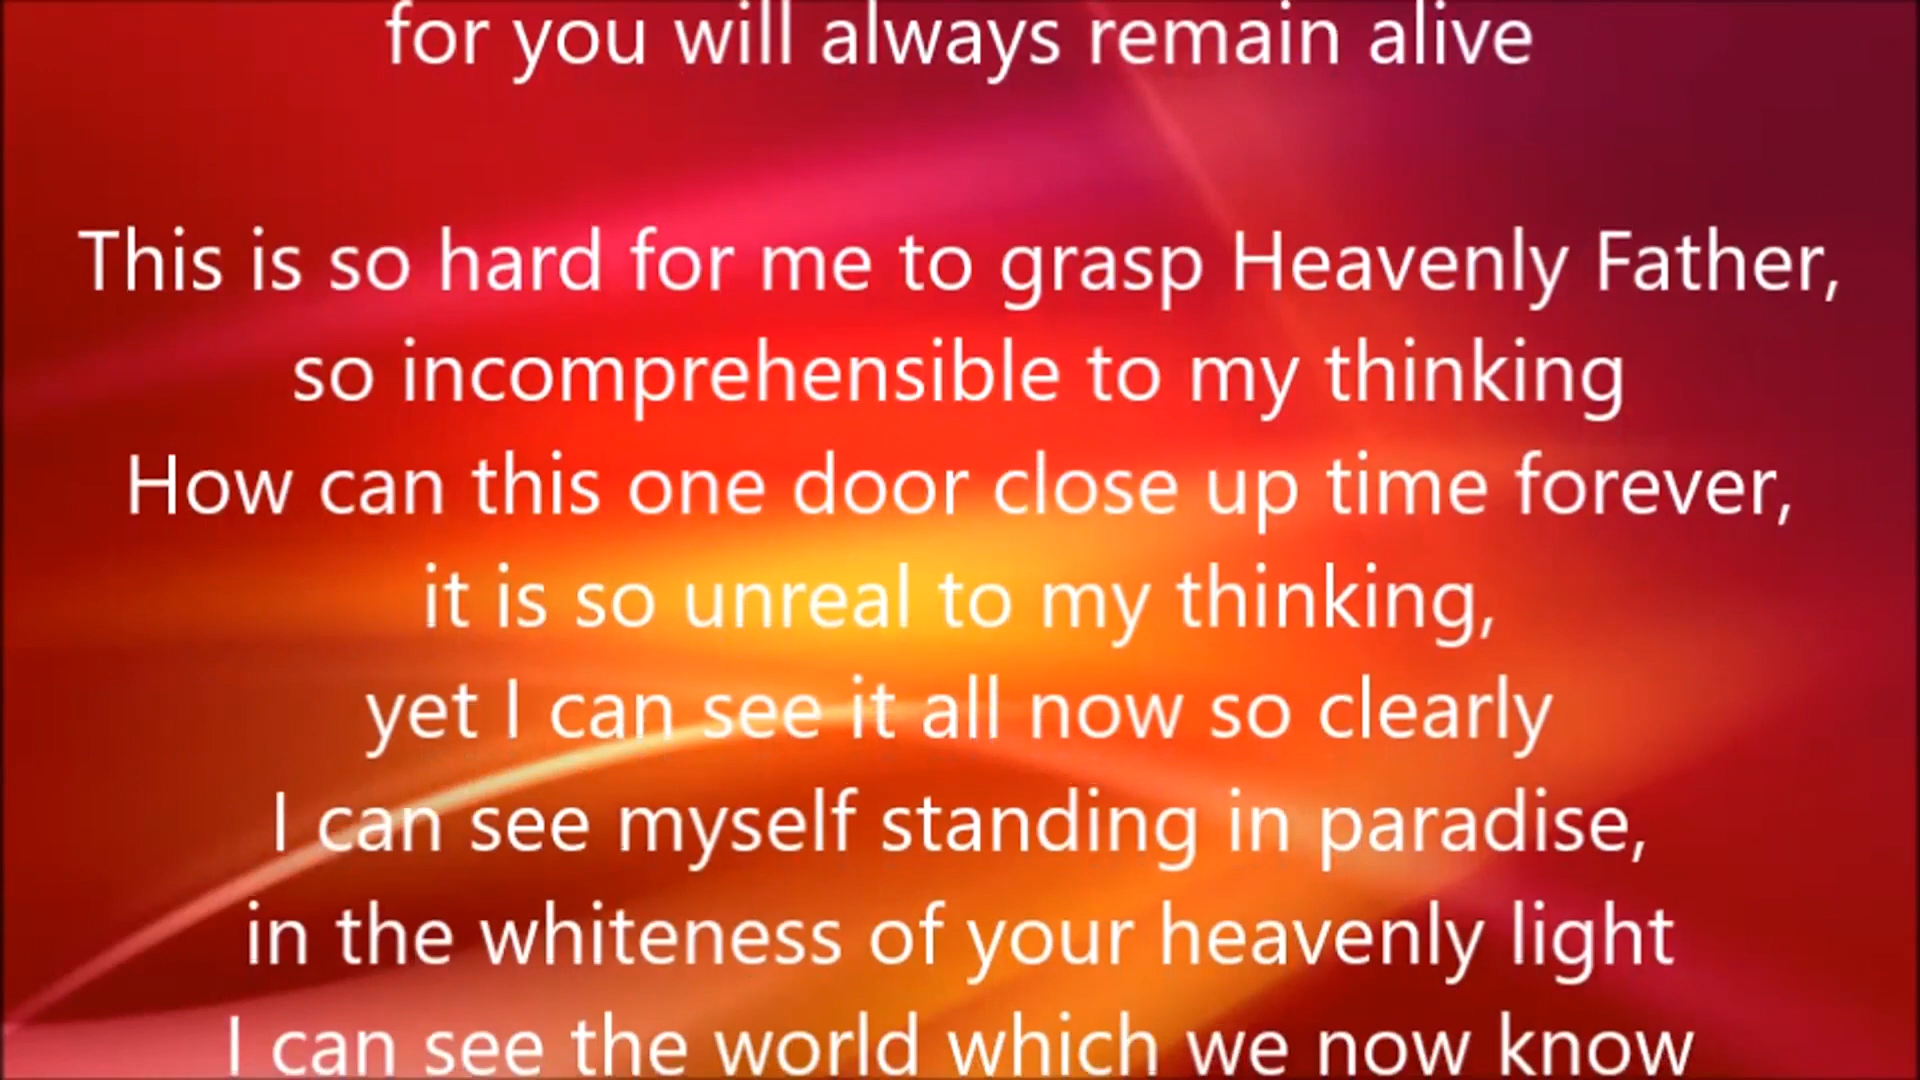 for you will always remain alive
This is so hard for me to grasp Heavenly Father,
so incomprehensible to my thinking
How can this one door close up time forever,
it is so unreal to my thinking,
yet I can see it all now so clearly
I can see myself standing in paradise,
in the whiteness of your heavenly light
I can see the world which we now know